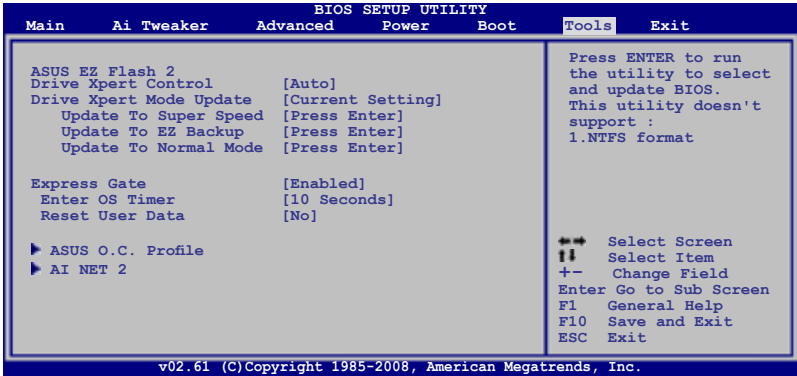 BIOS SETUP UTILITY
Main Ai Tweaker Advanced Power Boot Tools Exit
ASUS EZ Flash 2
Drive Xpert Control [Auto]
Drive Xpert Mode Update [Current Setting]
Update To Super Speed [Press Enter]
Update To EZ Backup [Press Enter]
Update To Normal Mode [Press Enter]
Express Gate [Enabled]
Enter OS Timer [10 Seconds]
Reset User Data [No]
ASUS O.C. Profile
AI NET 2
Press ENTER to run
the utility to select
and update BIOS.
This utility doesn't
support :
1.NTFS format
Select Screen
Select Item
+- Change Field
Enter Go to Sub Screen
F1 General Help
F10 Save and Exit
ESC Exit
v02.61 (C)Copyright 1985-2008, American Megatrends, Inc.